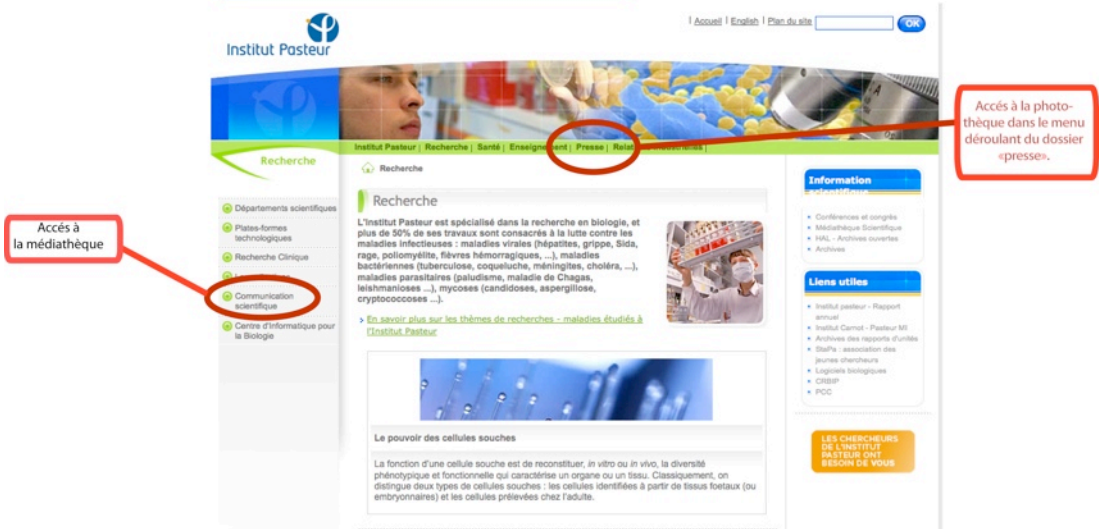 Institut Pasteur
| Accueil | English | Plan du site
OK
Accés à la photo-
thèque dans le menu
déroulant du dossier
«presse».
Institut Pasteur | Recherche | Santé | Enseignement | Presse |
Recherche
Recherche
Départements scientifiques
Plates-formes
technologiques
Recherche Clinique
Communication
scientifique
Centre d'Informatique pour
la Biologie
Accés à
la médiathèque
Recherche
L'Institut Pasteur est spécialisé dans la recherche en biologie, et
plus de 50% de ses travaux sont consacrés à la lutte contre les
maladies infectieuses : maladies virales (hépatites, grippe, Sida,
rage, poliomyélite, fièvres hémorragiques, ...), maladies
bactériennes (tuberculose, coqueluche, méningites, choléra, ...),
maladies parasitaires (paludisme, maladie de Chagas,
leishmanioses ...), mycoses (candidoses, aspergillose,
cryptococcoses ...).
En savoir plus sur les thèmes de recherches - maladies étudiés à
l'Institut Pasteur
Le pouvoir des cellules souches
La fonction d'une cellule souche est de reconstituer, in vitro ou in vivo, la diversité
phénotypique et fonctionnelle qui caractérise un organe ou un tissu. Classiquement, on
distingue deux types de cellules souches : les cellules identifiées à partir de tissus foetaux (ou
embryonnaires) et les cellules prélevées chez l'adulte.
Information
scientifique
Conférences et congrès
Médiathèque Scientifique
HAL - Archives ouvertes
Archives
Liens utiles
Institut pasteur - Rapport
annuel
Institut Carnot - Pasteur MI
Archives des rapports d'unités
StaPa : association des
jeunes chercheurs
Logiciels biologiques
CRBIP
PCC
LES CHERCHEURS
DE L'INSTITUT
PASTEUR ONT
BESOIN DE VOUS